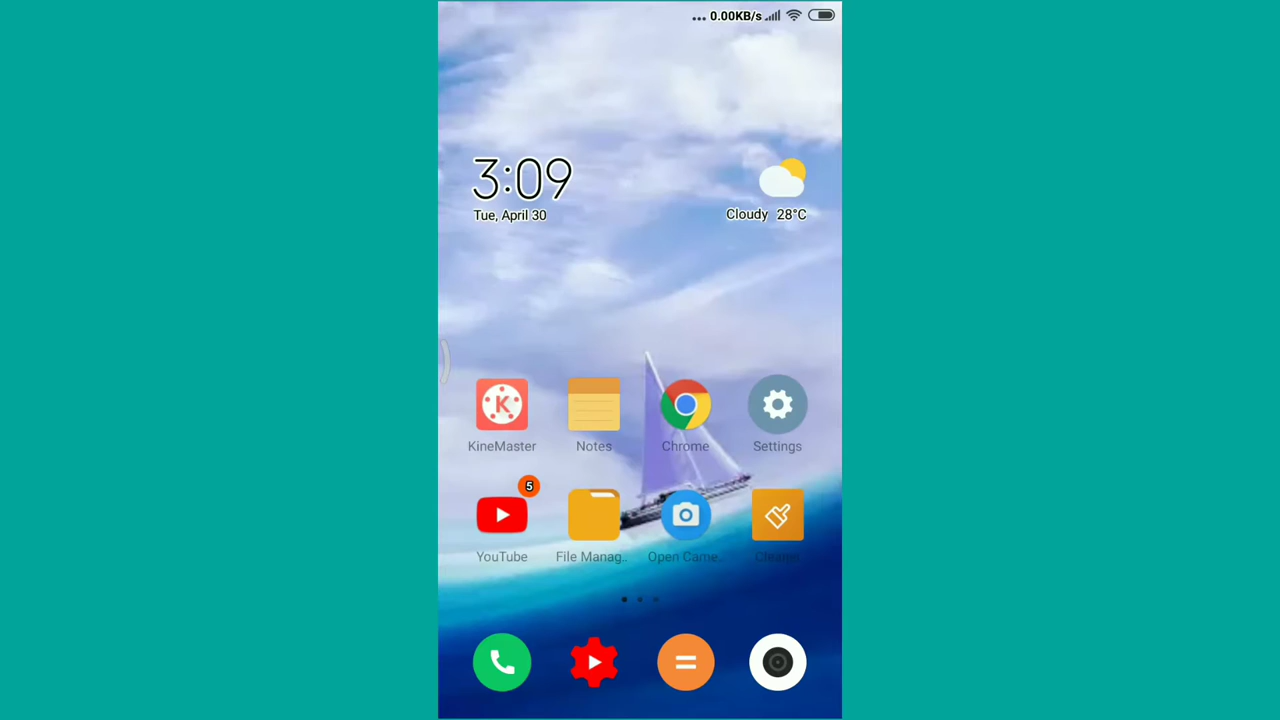 ... 0.00KB/s
3:09
Tue, April 30
Cloudy 28°C
K
KineMaster
Notes
Chrome
Settings
5
YouTube
File Manag..
Open Came..
Cleaner